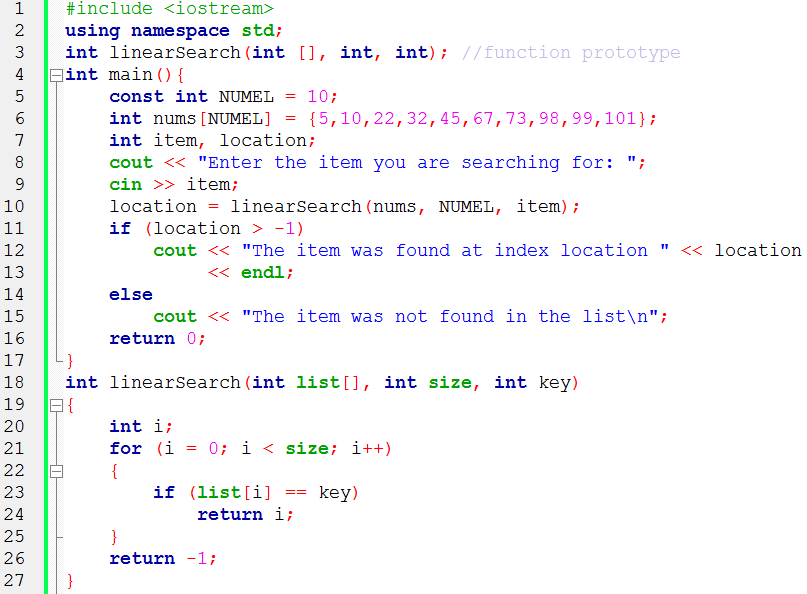 1 #include <iostream>
2 using namespace std;
3 int linearSearch(int [], int, int); //function prototype
4 int main(){
5     const int NUMEL = 10;
6     int nums[NUMEL] = {5,10,22,32,45,67,73,98,99,101};
7     int item, location;
8     cout << "Enter the item you are searching for: ";
9     cin >> item;
10     location = linearSearch(nums, NUMEL, item);
11     if (location > -1)
12         cout << "The item was found at index location " << location
13              << endl;
14     else
15         cout << "The item was not found in the list\n";
16     return 0;
17 }
18 int linearSearch(int list[], int size, int key)
19 {
20     int i;
21     for (i = 0; i < size; i++)
22     {
23         if (list[i] == key)
24             return i;
25     }
26     return -1;
27 }